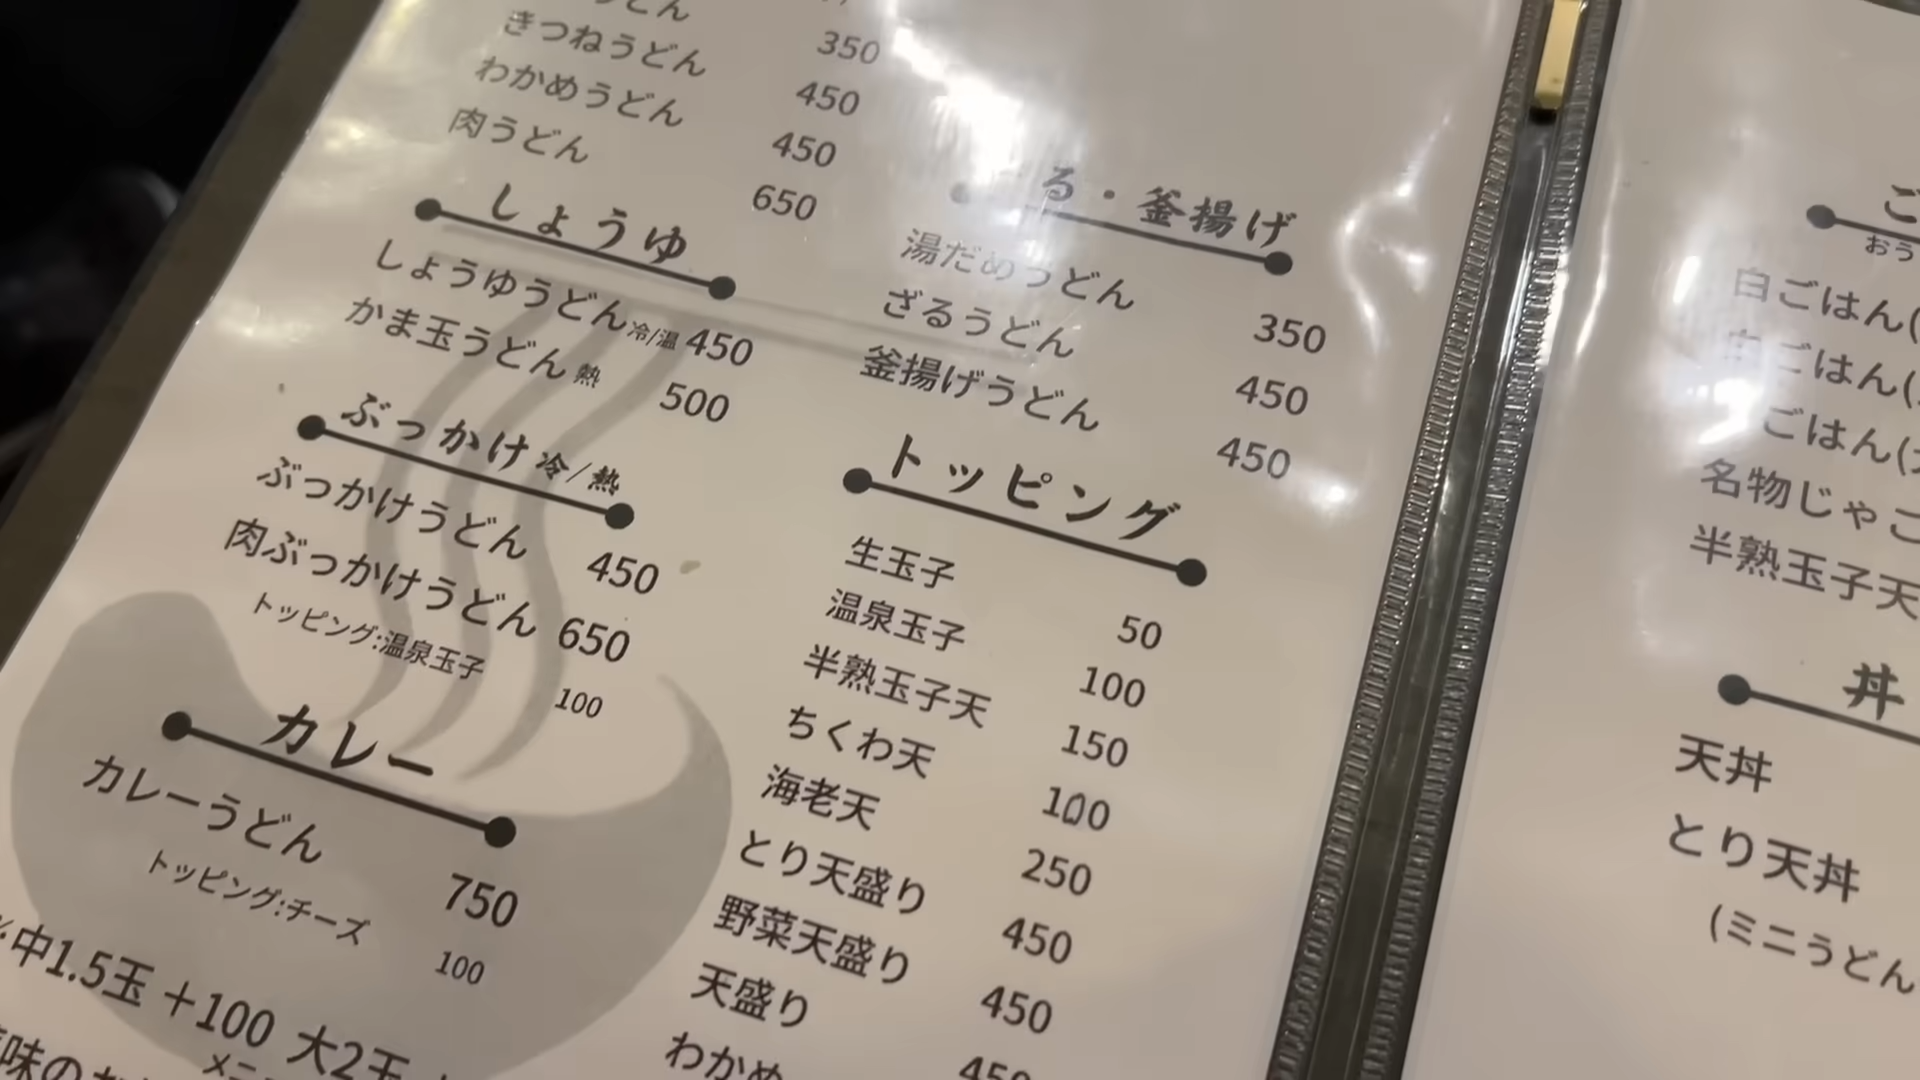 きつねうどん 350
わかめうどん 450
肉うどん 450
650
しょうゆ
しょうゆうどん 冷/温 450
かま玉うどん 熱 500
ぶっかけ 冷/熱
ぶっかけうどん 450
肉ぶっかけうどん 650
トッピング:温泉玉子 100
カレー
カレーうどん 750
トッピング:チーズ 100
※中1.5玉 +100 大2玉
る・釜揚げ
湯だめうどん 350
ざるうどん 450
釜揚げうどん 450
トッピング
生玉子 50
温泉玉子 100
半熟玉子天 150
ちくわ天 100
海老天 250
とり天盛り 450
野菜天盛り 450
天盛り 450
わかめ
ご
おう
白ごはん(
ごはん(
ごはん(
名物じゃこ
半熟玉子天
丼
天丼
とり天丼
(ミニうどん